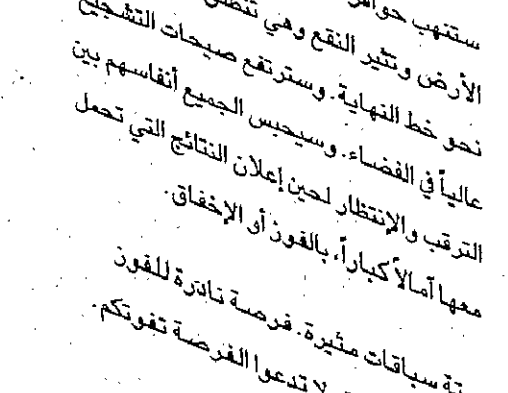 ستنهب حوافر
الأرض وتثير النقع وهي
نحو خط النهاية. وسترتفع صيحات التشجيع
عالياً في الفضاء. وسيحبس الجميع أنفاسهم بين
الترقب والإنتظار لحين إعلان النتائج التي تحمل
معها آمالاً كباراً، بالفوز أو الإخفاق.
سباقات مثيرة. فرصة نادرة للفوز
لا تدعوا الفرصة تفوتكم.